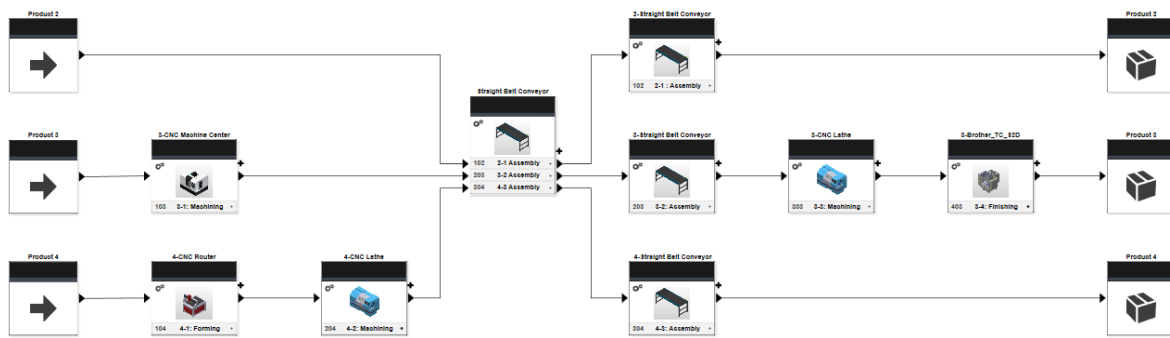 Product 2
2-Straight Belt Conveyor
Product 2
102 2-1 : Assembly
Straight Belt Conveyor
102 2-1 Assembly
203 3-2 Assembly
304 4-3 Assembly
Product 3
3-CNC Machine Center
3-Straight Belt Conveyor
3-CNC Lathe
3-Brother_TC_S2D
Product 3
103 3-1: Machining
203 3-2: Assembly
303 3-3: Machining
403 3-4: Finishing
Product 4
4-CNC Router
4-CNC Lathe
4-Straight Belt Conveyor
Product 4
104 4-1: Forming
204 4-2: Machining
304 4-3: Assembly